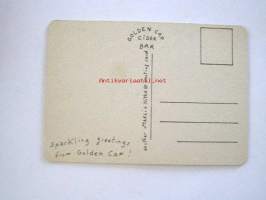 GOLDEN CAP
CIDER
BAR
Antikvariaatti.net
Sparkling greetings
from Golden Cap!